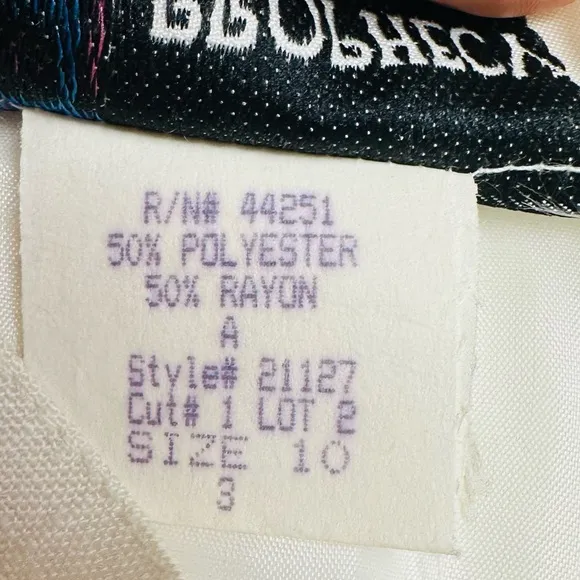 R/N# 44251
50% POLYESTER
50% RAYON
A
Style# 21127
Cut# 1 LOT 2
SIZE 10
3